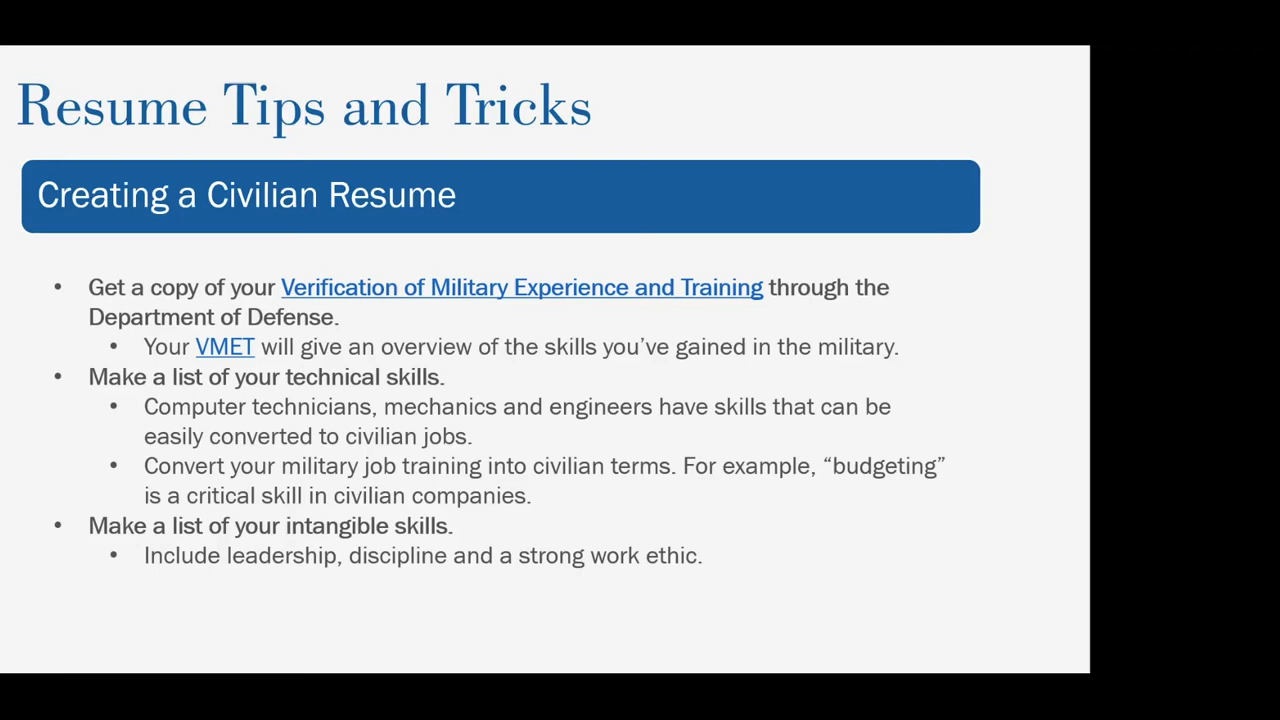 Resume Tips and Tricks
Creating a Civilian Resume
• Get a copy of your Verification of Military Experience and Training through the
Department of Defense.
• Your VMET will give an overview of the skills you’ve gained in the military.
• Make a list of your technical skills.
• Computer technicians, mechanics and engineers have skills that can be
easily converted to civilian jobs.
• Convert your military job training into civilian terms. For example, “budgeting”
is a critical skill in civilian companies.
• Make a list of your intangible skills.
• Include leadership, discipline and a strong work ethic.